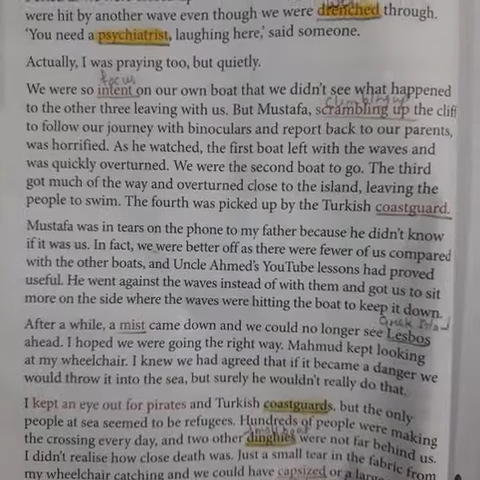 were hit by another wave even though we were drenched through.
'You need a psychiatrist, laughing here,' said someone.
Actually, I was praying too, but quietly.
focus
We were so intent on our own boat that we didn't see what happened
climbing up
to the other three leaving with us. But Mustafa, scrambling up the cliff
to follow our journey with binoculars and report back to our parents,
was horrified. As he watched, the first boat left with the waves and
was quickly overturned. We were the second boat to go. The third
got much of the way and overturned close to the island, leaving the
people to swim. The fourth was picked up by the Turkish coastguard.
Mustafa was in tears on the phone to my father because he didn't know
if it was us. In fact, we were better off as there were fewer of us compared
with the other boats, and Uncle Ahmed's YouTube lessons had proved
useful. He went against the waves instead of with them and got us to sit
more on the side where the waves were hitting the boat to keep it down.
Greek Island
After a while, a mist came down and we could no longer see Lesbos
ahead. I hoped we were going the right way. Mahmud kept looking
at my wheelchair. I knew we had agreed that if it became a danger we
would throw it into the sea, but surely he wouldn't really do that.
I kept an eye out for pirates and Turkish coastguards, but the only
people at sea seemed to be refugees. Hundreds of people were making
small boat
the crossing every day, and two other dinghies were not far behind us.
I didn't realise how close death was. Just a small tear in the fabric from
my wheelchair catching and we could have capsized or a large